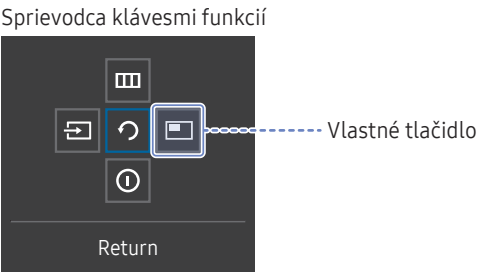 Sprievodca klávesmi funkcií
Vlastné tlačidlo
Return